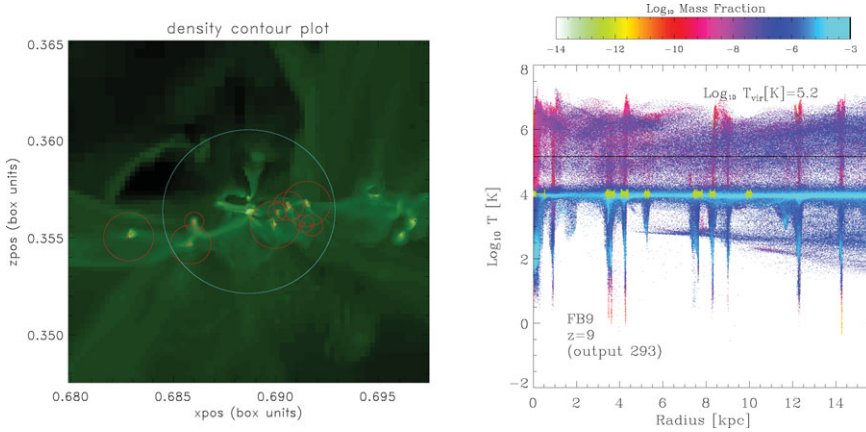 density contour plot
0.365
0.360
0.355
0.350
zpos (box units)
0.680
0.685
0.690
0.695
xpos (box units)
Log₁₀ Mass Fraction
-14
-12
-10
-8
-6
-4
-3
8
6
4
2
0
-2
Log₁₀ T [K]
Log₁₀ Tvir[K]=5.2
FB9
z=9
(output 293)
0
2
4
6
8
10
12
14
Radius [kpc]